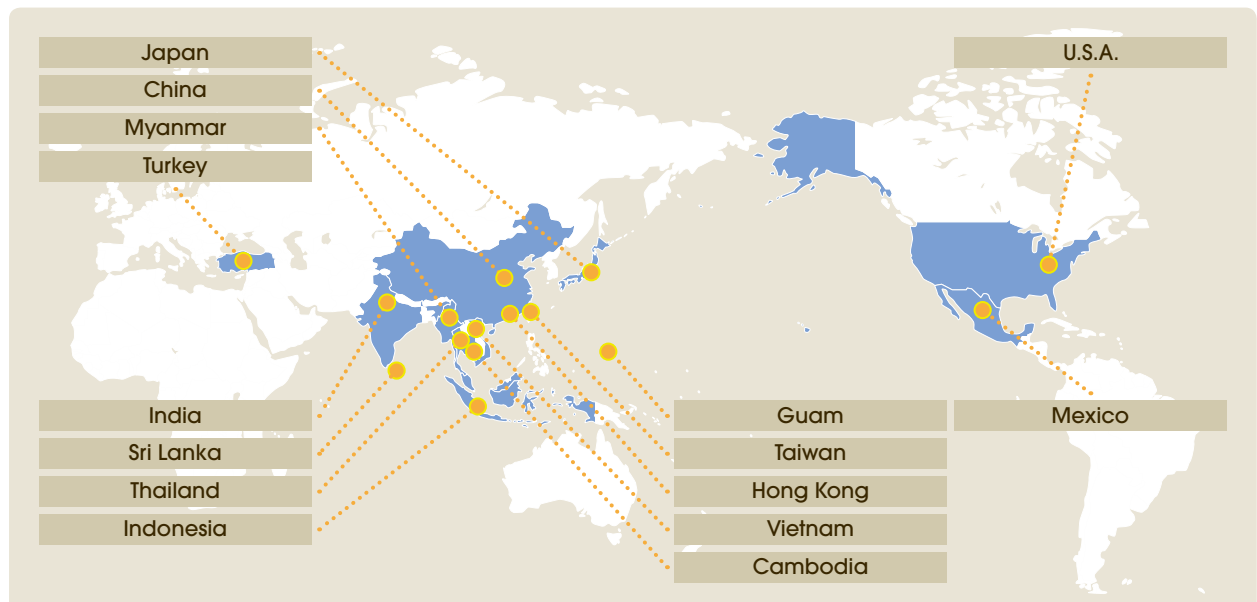 Japan
China
Myanmar
Turkey
U.S.A.
India
Sri Lanka
Thailand
Indonesia
Guam
Taiwan
Hong Kong
Vietnam
Cambodia
Mexico